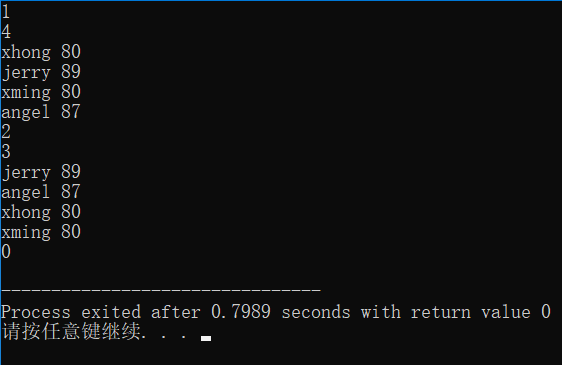 1
4
xhong 80
jerry 89
xming 80
angel 87
2
3
jerry 89
angel 87
xhong 80
xming 80
0
--------------------------------
Process exited after 0.7989 seconds with return value 0
请按任意键继续. . .